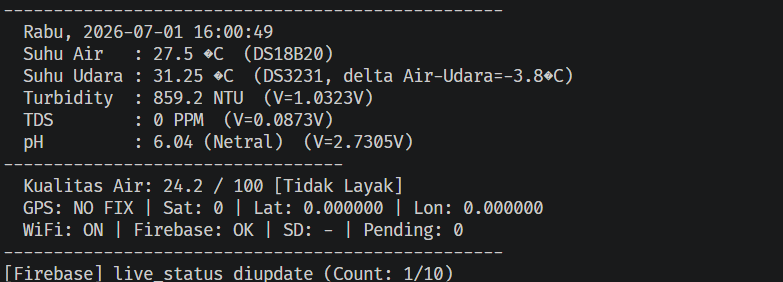 --------------------------------------------------
Rabu, 2026-07-01 16:00:49
Suhu Air   : 27.5 �C  (DS18B20)
Suhu Udara : 31.25 �C  (DS3231, delta Air-Udara=-3.8�C)
Turbidity  : 859.2 NTU  (V=1.0323V)
TDS        : 0 PPM  (V=0.0873V)
pH         : 6.04 (Netral)  (V=2.7305V)
----------------------------------
Kualitas Air: 24.2 / 100 [Tidak Layak]
GPS: NO FIX | Sat: 0 | Lat: 0.000000 | Lon: 0.000000
WiFi: ON | Firebase: OK | SD: - | Pending: 0
--------------------------------------------------
[Firebase] live_status diupdate (Count: 1/10)